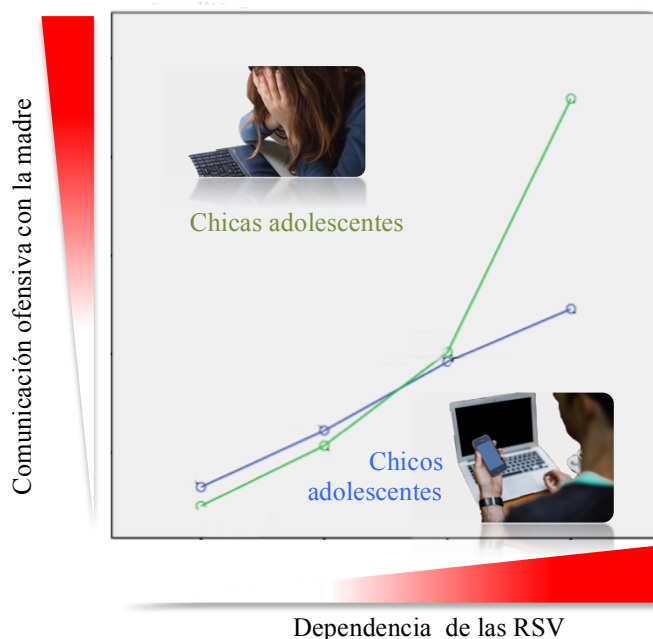 Comunicación ofensiva con la madre
Chicas adolescentes
Chicos
adolescentes
Dependencia de las RSV